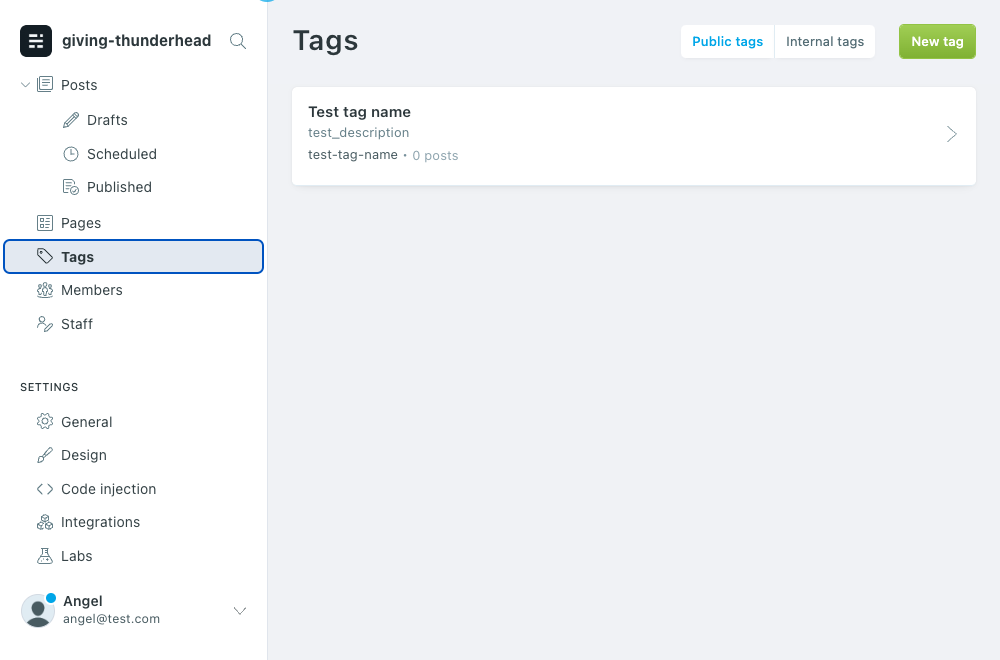 giving-thunderhead
Posts
Drafts
Scheduled
Published
Pages
Tags
Members
Staff
SETTINGS
General
Design
Code injection
Integrations
Labs
Angel
angel@test.com
Tags
Public tags
Internal tags
New tag
Test tag name
test_description
test-tag-name • 0 posts